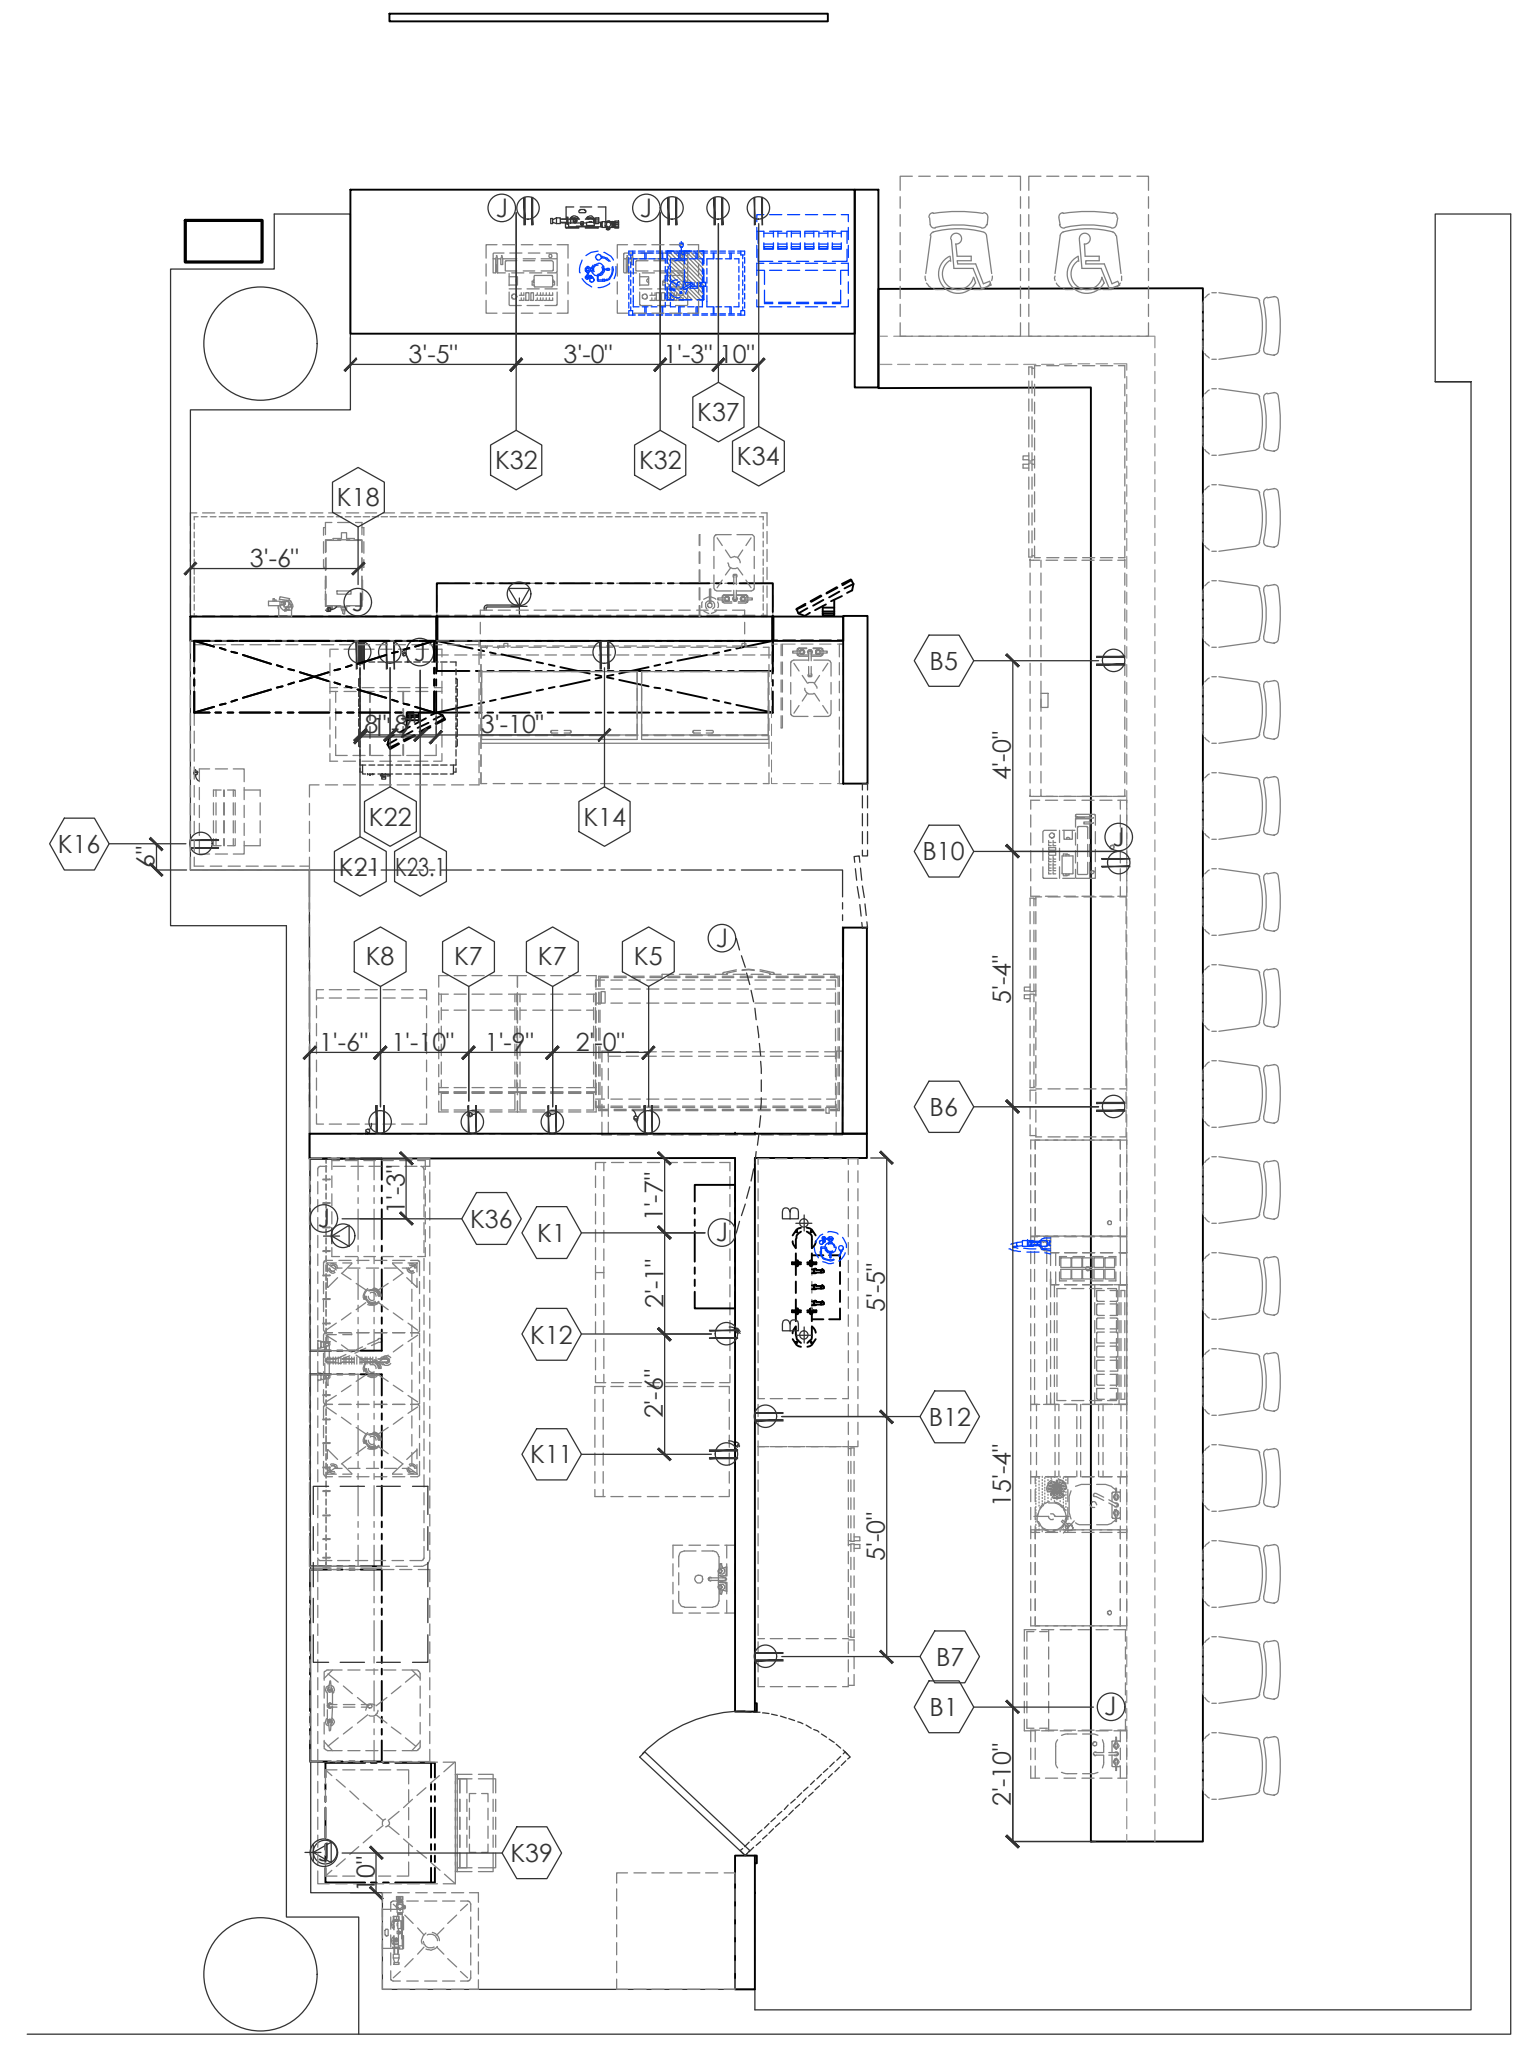 J
J
3'-5"
3'-0"
1'-3"
10"
K37
K32
K32
K34
K18
3'-6"
J
J
B5
8"
8"
3'-10"
4'-0"
K22
K14
K16
6"
J
B10
K21
K23.1
K8
K7
K7
K5
J
5'-4"
1'-6"
1'-10"
1'-9"
2'-0"
B6
1'-3"
1'-7"
J
K36
K1
J
B
2'-1"
5'-5"
K12
B
2'-6"
B12
K11
15'-4"
5'-0"
B7
B1
J
2'-10"
K39
10"